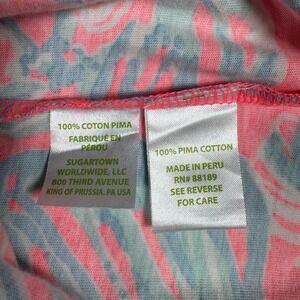 100% COTON PIMA
FABRIQUÉ EN
PÉROU
SUGARTOWN
WORLDWIDE, LLC
800 THIRD AVENUE
KING OF PRUSSIA, PA USA
100% PIMA COTTON
MADE IN PERU
RN# 88189
SEE REVERSE
FOR CARE